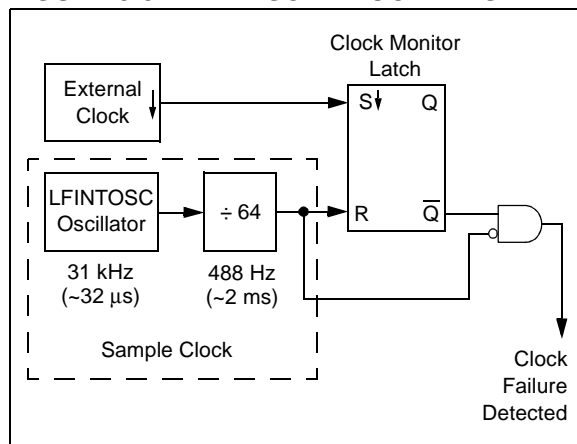 Clock Monitor
Latch
External
Clock
S
Q
LFINTOSC
Oscillator
÷ 64
R
Q
31 kHz
(~32 μs)
488 Hz
(~2 ms)
Sample Clock
Clock
Failure
Detected